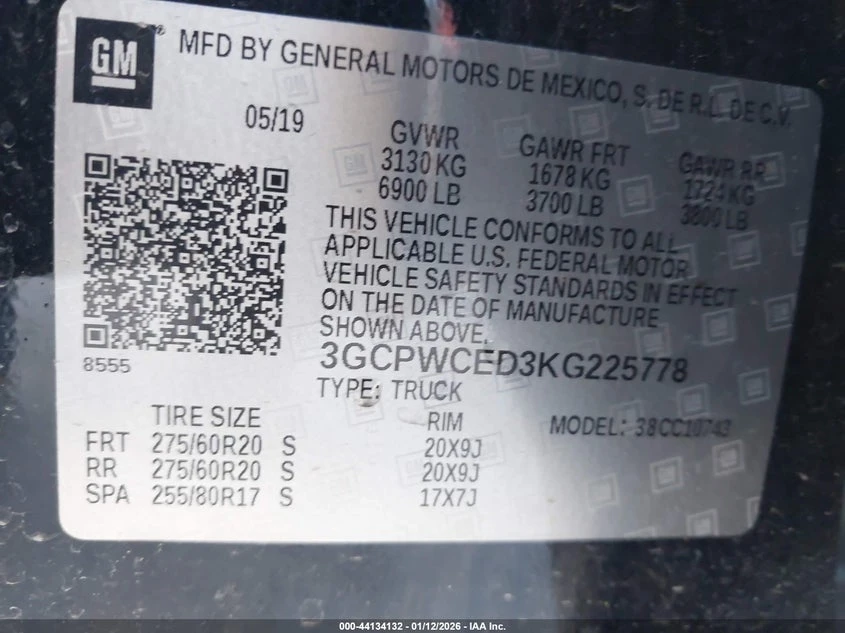 GM
MFD BY GENERAL MOTORS DE MEXICO, S. DE R.L. DE C.V.
05/19
GVWR GAWR FRT GAWR RR
3130 KG 1678 KG 1724 KG
6900 LB 3700 LB 3800 LB
THIS VEHICLE CONFORMS TO ALL
APPLICABLE U.S. FEDERAL MOTOR
VEHICLE SAFETY STANDARDS IN EFFECT
ON THE DATE OF MANUFACTURE
SHOWN ABOVE.
8555
3GCPWCED3KG225778
TYPE: TRUCK
TIRE SIZE RIM MODEL: 38CC10743
FRT 275/60R20 S 20X9J
RR 275/60R20 S 20X9J
SPA 255/80R17 S 17X7J
000-44134132 - 01/12/2026 - IAA Inc.